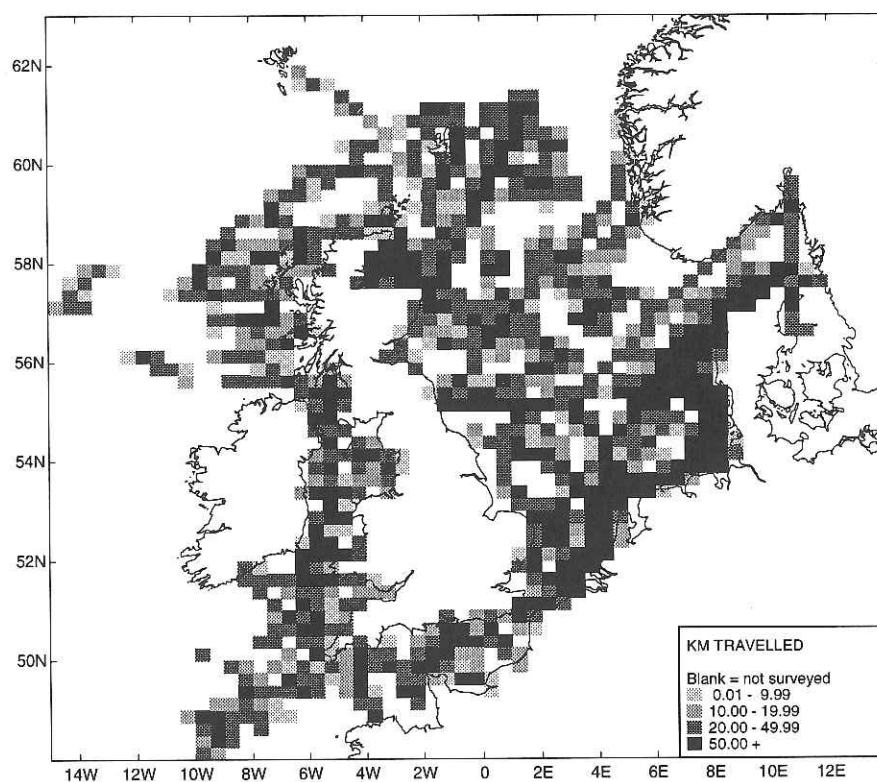 62N
60N
58N
56N
54N
52N
50N
KM TRAVELLED
Blank = not surveyed
0.01 - 9.99
10.00 - 19.99
20.00 - 49.99
50.00 +
14W 12W 10W 8W 6W 4W 2W 0 2E 4E 6E 8E 10E 12E